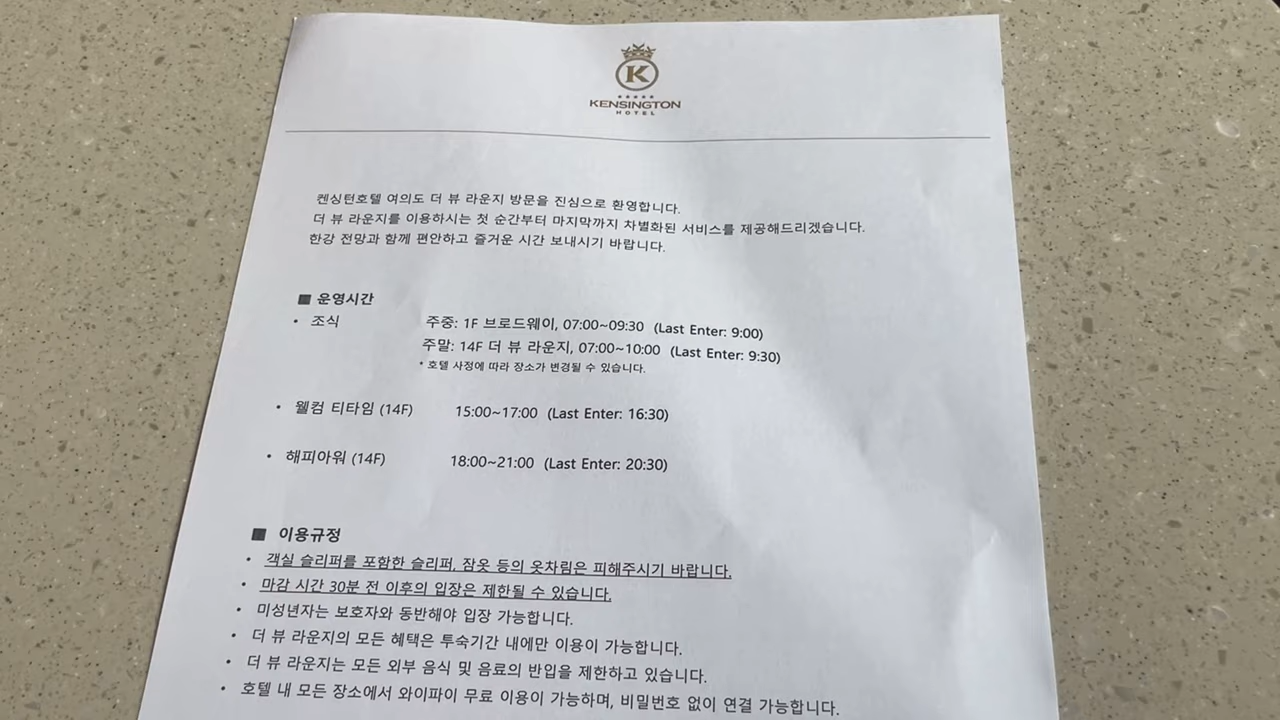 K
★★★★★
KENSINGTON
HOTEL
켄싱턴호텔 여의도 더 뷰 라운지 방문을 진심으로 환영합니다.
더 뷰 라운지를 이용하시는 첫 순간부터 마지막까지 차별화된 서비스를 제공해드리겠습니다.
한강 전망과 함께 편안하고 즐거운 시간 보내시기 바랍니다.
■ 운영시간
• 조식 주중: 1F 브로드웨이, 07:00~09:30 (Last Enter: 9:00)
주말: 14F 더 뷰 라운지, 07:00~10:00 (Last Enter: 9:30)
* 호텔 사정에 따라 장소가 변경될 수 있습니다.
• 웰컴 티타임 (14F) 15:00~17:00 (Last Enter: 16:30)
• 해피아워 (14F) 18:00~21:00 (Last Enter: 20:30)
■ 이용규정
• 객실 슬리퍼를 포함한 슬리퍼, 잠옷 등의 옷차림은 피해주시기 바랍니다.
• 마감 시간 30분 전 이후의 입장은 제한될 수 있습니다.
• 미성년자는 보호자와 동반해야 입장 가능합니다.
• 더 뷰 라운지의 모든 혜택은 투숙기간 내에만 이용이 가능합니다.
• 더 뷰 라운지는 모든 외부 음식 및 음료의 반입을 제한하고 있습니다.
• 호텔 내 모든 장소에서 와이파이 무료 이용이 가능하며, 비밀번호 없이 연결 가능합니다.